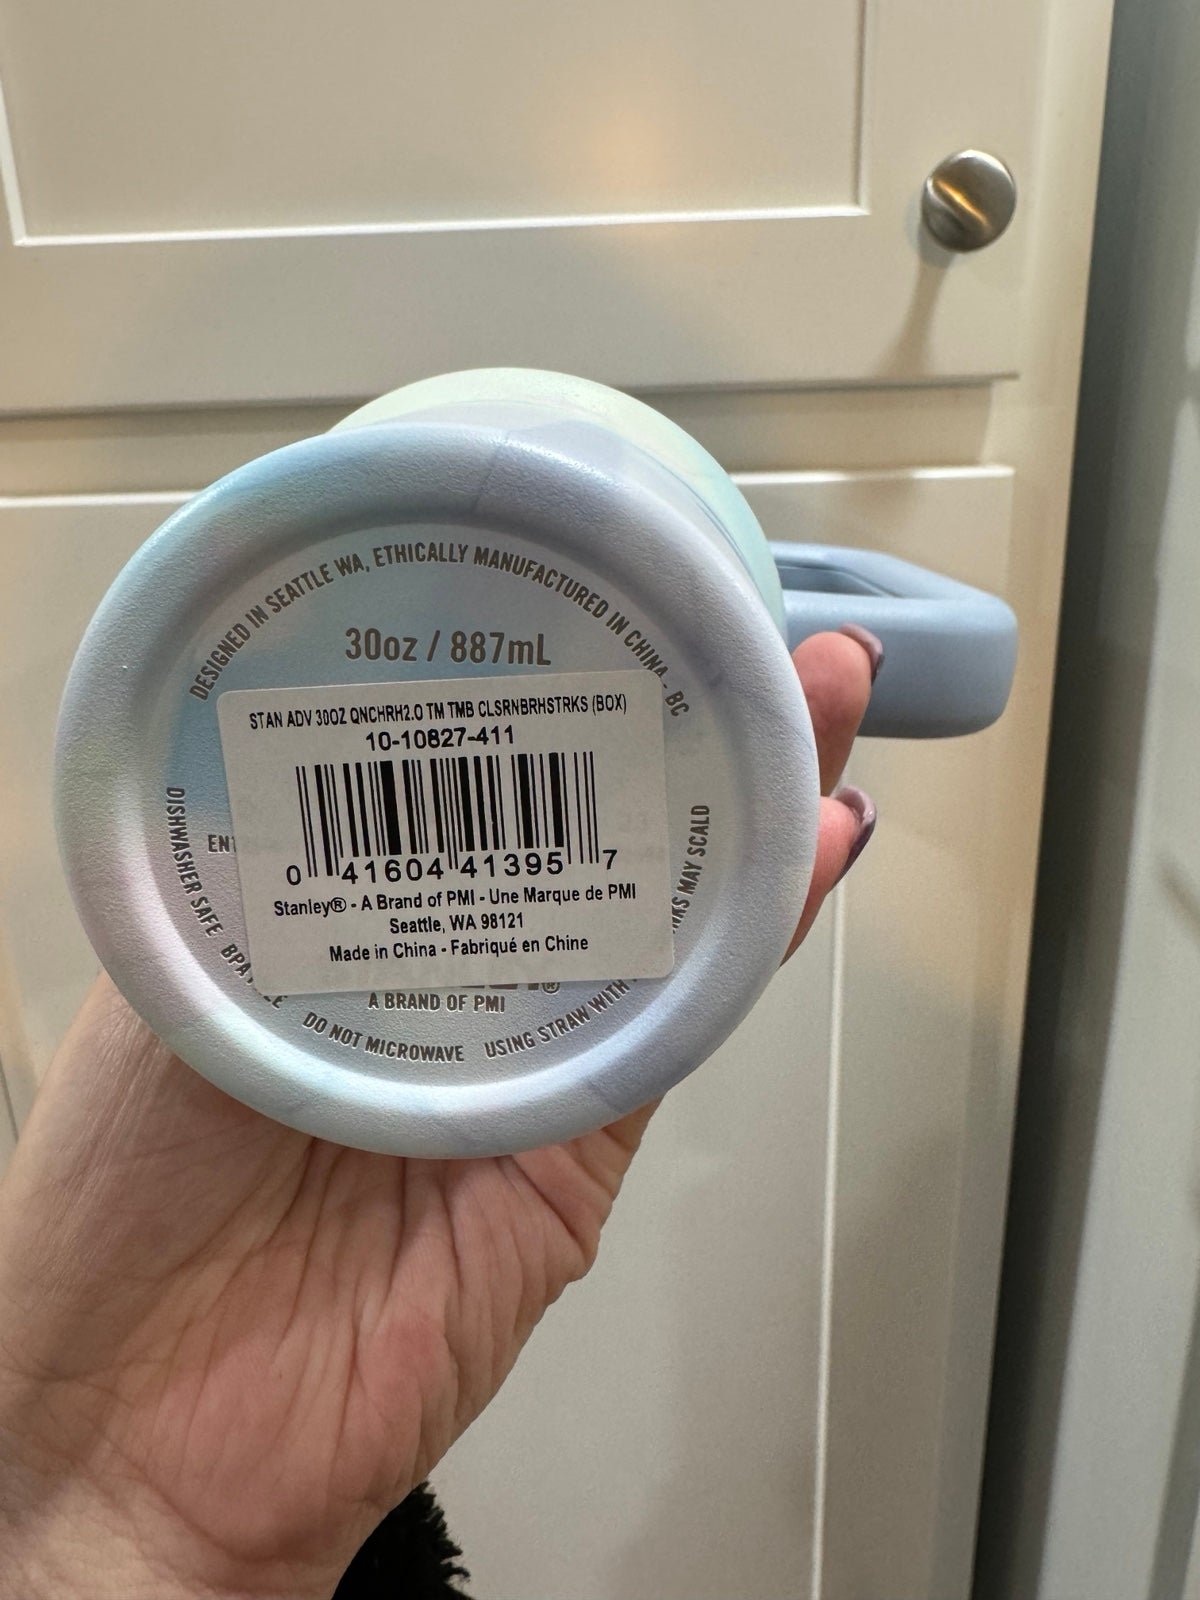 DESIGNED IN SEATTLE WA, ETHICALLY MANUFACTURED IN CHINA - BC
30oz / 887mL
STAN ADV 30OZ QNCHRH2.O TM TMB CLSRNBRHSTRKS (BOX)
10-10827-411
0 41604 41395 7
Stanley® - A Brand of PMI - Une Marque de PMI
Seattle, WA 98121
Made in China - Fabriqué en Chine
A BRAND OF PMI
DISHWASHER SAFE
DO NOT MICROWAVE
USING STRAW WITH
MAY SCALD